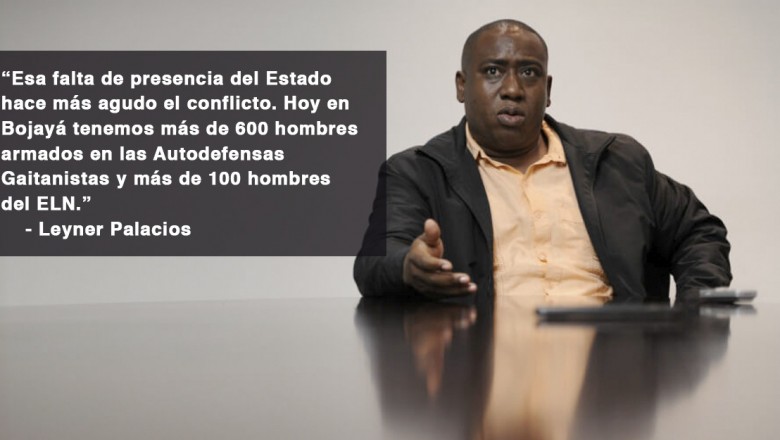 “Esa falta de presencia del Estado
hace más agudo el conflicto. Hoy en
Bojayá tenemos más de 600 hombres
armados en las Autodefensas
Gaitanistas y más de 100 hombres
del ELN.”
- Leyner Palacios